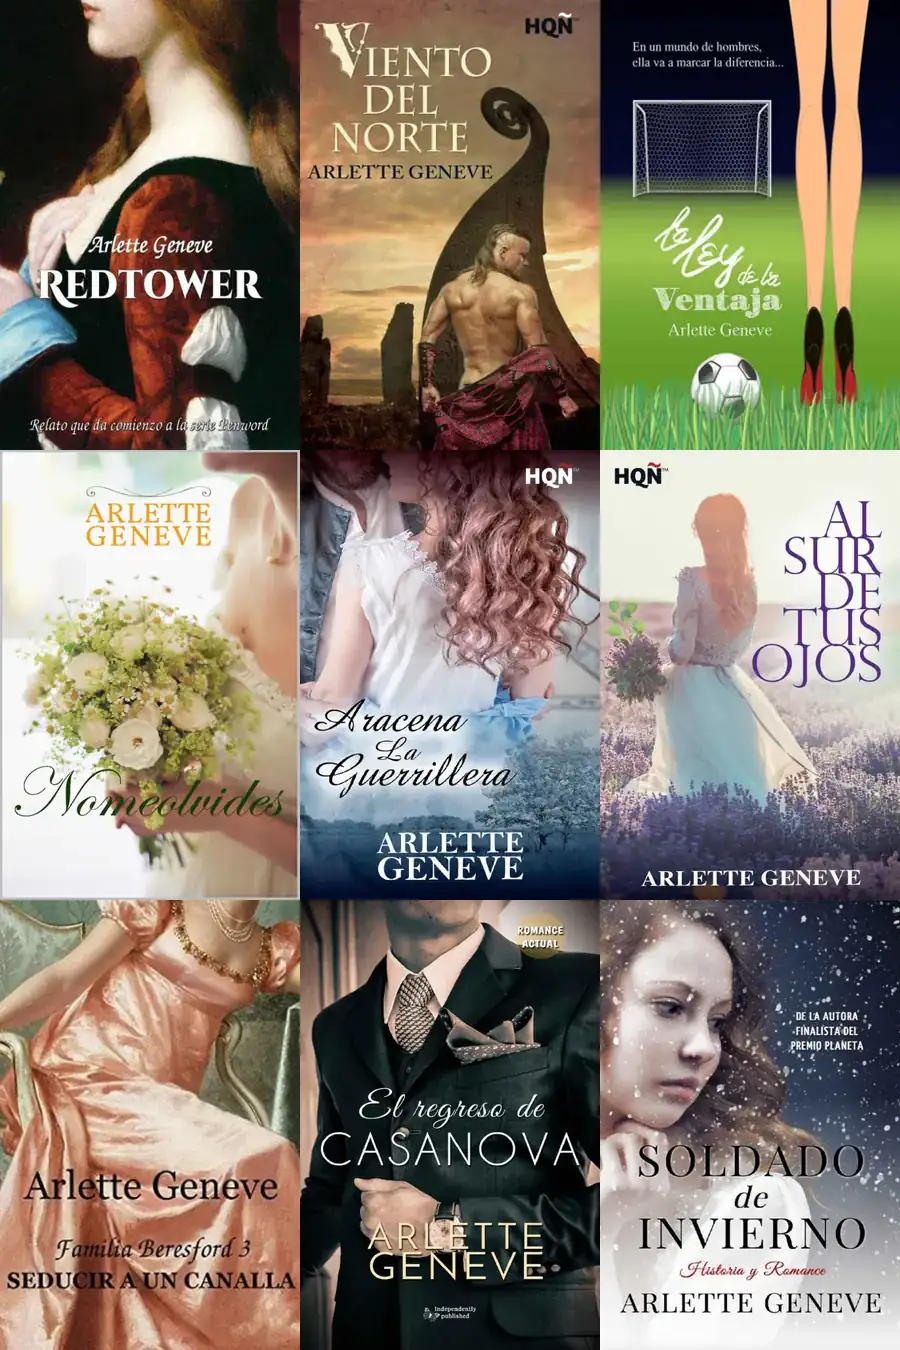 Arlette Geneve
REDTOWER
Relato que da comienzo a la serie Penword
HQÑ™
VIENTO
DEL
NORTE
ARLETTE GENEVE
En un mundo de hombres,
ella va a marcar la diferencia...
la ley de la
Ventaja
Arlette Geneve
ARLETTE
GENEVE
Nomeolvides
HQÑ™
Aracena
La
Guerrillera
ARLETTE
GENEVE
HQÑ™
AL
SUR
DE
TUS
OJOS
ARLETTE GENEVE
Arlette Geneve
Familia Beresford 3
SEDUCIR A UN CANALLA
ROMANCE
ACTUAL
El regreso de
CASANOVA
ARLETTE
GENEVE
Independently
published
DE LA AUTORA
FINALISTA DEL
PREMIO PLANETA
SOLDADO
de
INVIERNO
Historia y Romance
ARLETTE GENEVE